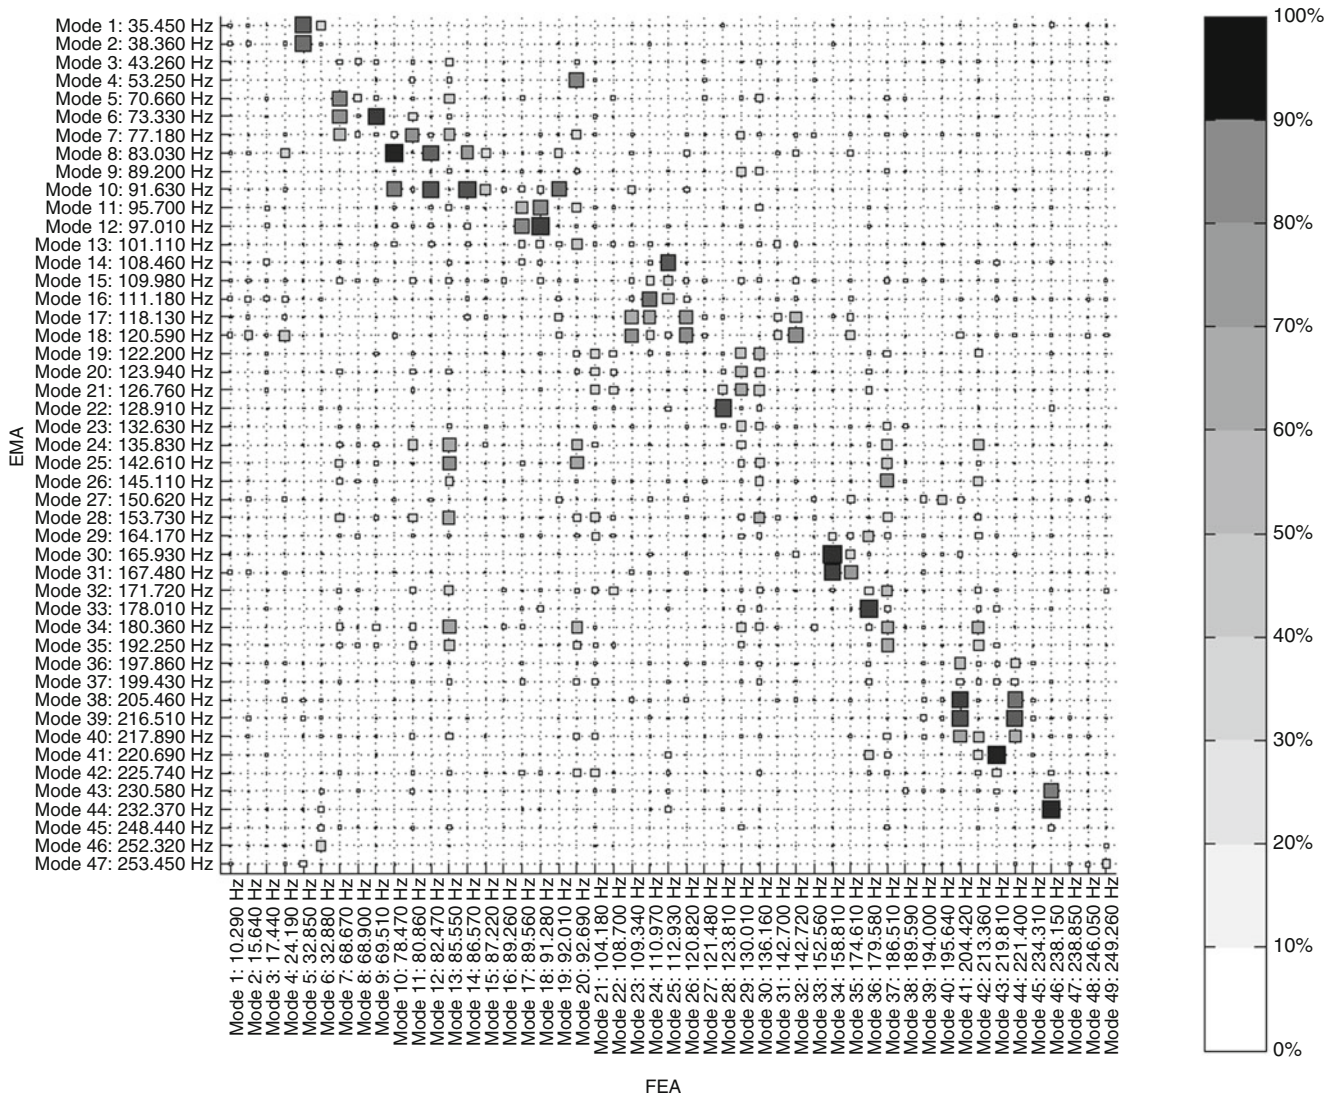 Mode 1: 35.450 Hz
Mode 2: 38.360 Hz
Mode 3: 43.260 Hz
Mode 4: 53.250 Hz
Mode 5: 70.660 Hz
Mode 6: 73.330 Hz
Mode 7: 77.180 Hz
Mode 8: 83.030 Hz
Mode 9: 89.200 Hz
Mode 10: 91.630 Hz
Mode 11: 95.700 Hz
Mode 12: 97.010 Hz
Mode 13: 101.110 Hz
Mode 14: 108.460 Hz
Mode 15: 109.980 Hz
Mode 16: 111.180 Hz
Mode 17: 118.130 Hz
Mode 18: 120.590 Hz
Mode 19: 122.200 Hz
Mode 20: 123.940 Hz
Mode 21: 126.760 Hz
Mode 22: 128.910 Hz
Mode 23: 132.630 Hz
Mode 24: 135.830 Hz
Mode 25: 142.610 Hz
Mode 26: 145.110 Hz
Mode 27: 150.620 Hz
Mode 28: 153.730 Hz
Mode 29: 164.170 Hz
Mode 30: 165.930 Hz
Mode 31: 167.480 Hz
Mode 32: 171.720 Hz
Mode 33: 178.010 Hz
Mode 34: 180.360 Hz
Mode 35: 192.250 Hz
Mode 36: 197.860 Hz
Mode 37: 199.430 Hz
Mode 38: 205.460 Hz
Mode 39: 216.510 Hz
Mode 40: 217.890 Hz
Mode 41: 220.690 Hz
Mode 42: 225.740 Hz
Mode 43: 230.580 Hz
Mode 44: 232.370 Hz
Mode 45: 248.440 Hz
Mode 46: 252.320 Hz
Mode 47: 253.450 Hz
EMA
Mode 1: 10.290 Hz
Mode 2: 15.640 Hz
Mode 3: 17.440 Hz
Mode 4: 24.190 Hz
Mode 5: 32.850 Hz
Mode 6: 32.880 Hz
Mode 7: 68.670 Hz
Mode 8: 68.900 Hz
Mode 9: 69.510 Hz
Mode 10: 78.470 Hz
Mode 11: 80.860 Hz
Mode 12: 82.470 Hz
Mode 13: 85.550 Hz
Mode 14: 86.570 Hz
Mode 15: 87.220 Hz
Mode 16: 89.260 Hz
Mode 17: 89.560 Hz
Mode 18: 91.280 Hz
Mode 19: 92.010 Hz
Mode 20: 92.690 Hz
Mode 21: 104.180 Hz
Mode 22: 108.700 Hz
Mode 23: 109.340 Hz
Mode 24: 110.970 Hz
Mode 25: 112.930 Hz
Mode 26: 120.820 Hz
Mode 27: 121.480 Hz
Mode 28: 123.810 Hz
Mode 29: 130.010 Hz
Mode 30: 136.160 Hz
Mode 31: 142.700 Hz
Mode 32: 142.720 Hz
Mode 33: 152.560 Hz
Mode 34: 158.810 Hz
Mode 35: 174.610 Hz
Mode 36: 179.580 Hz
Mode 37: 186.510 Hz
Mode 38: 189.590 Hz
Mode 39: 194.000 Hz
Mode 40: 195.640 Hz
Mode 41: 204.420 Hz
Mode 42: 213.360 Hz
Mode 43: 219.680 Hz
Mode 44: 221.400 Hz
Mode 45: 234.310 Hz
Mode 46: 238.150 Hz
Mode 47: 238.850 Hz
Mode 48: 246.050 Hz
Mode 49: 249.260 Hz
FEA
100%
90%
80%
70%
60%
50%
40%
30%
20%
10%
0%